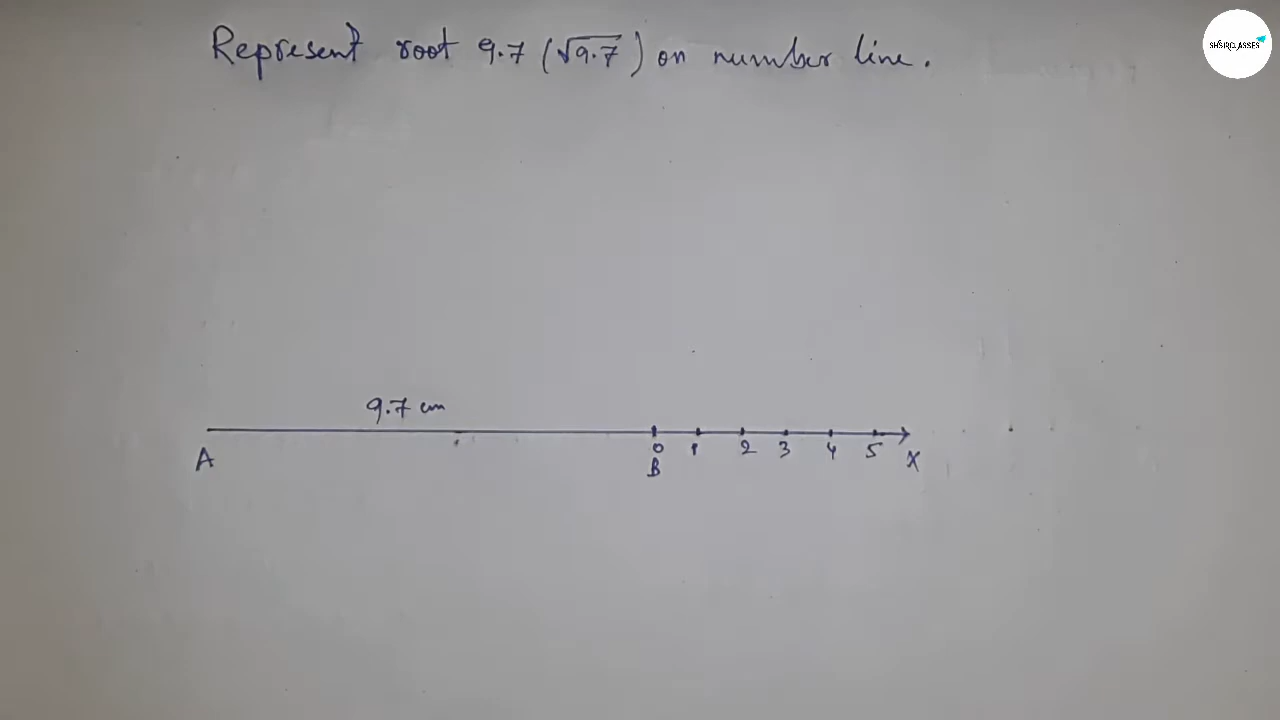 Represent root 9.7 (√9.7) on number line.
SHSIRCLASSES
9.7 cm
A
0 1 2 3 4 5 X
B